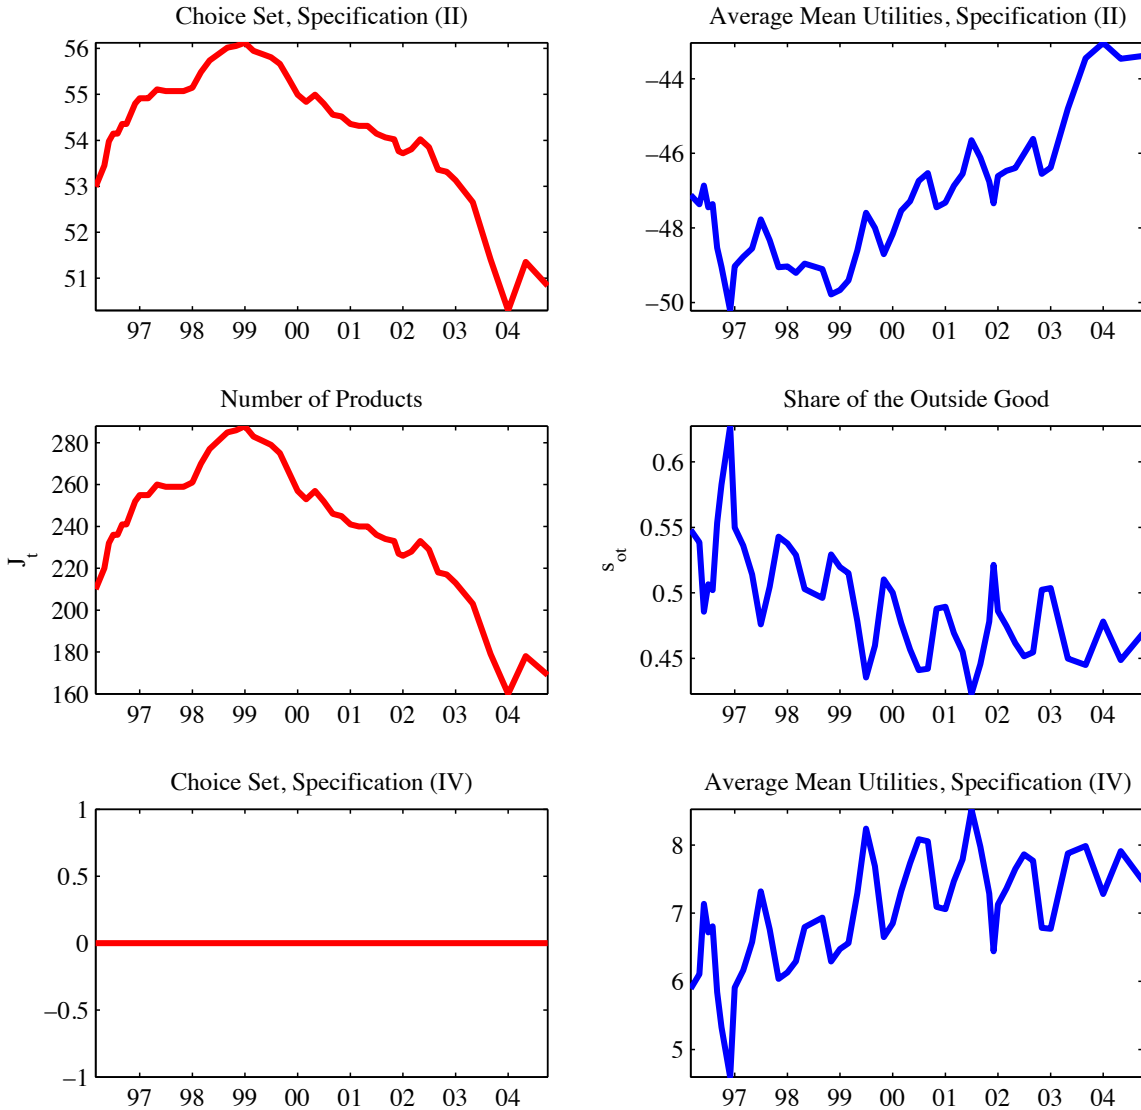 Choice Set, Specification (II)
56
55
54
53
52
51
97 98 99 00 01 02 03 04
Average Mean Utilities, Specification (II)
−44
−46
−48
−50
97 98 99 00 01 02 03 04
Number of Products
J_t
280
260
240
220
200
180
160
97 98 99 00 01 02 03 04
Share of the Outside Good
s_ot
0.6
0.55
0.5
0.45
97 98 99 00 01 02 03 04
Choice Set, Specification (IV)
1
0.5
0
−0.5
−1
97 98 99 00 01 02 03 04
Average Mean Utilities, Specification (IV)
8
7
6
5
97 98 99 00 01 02 03 04